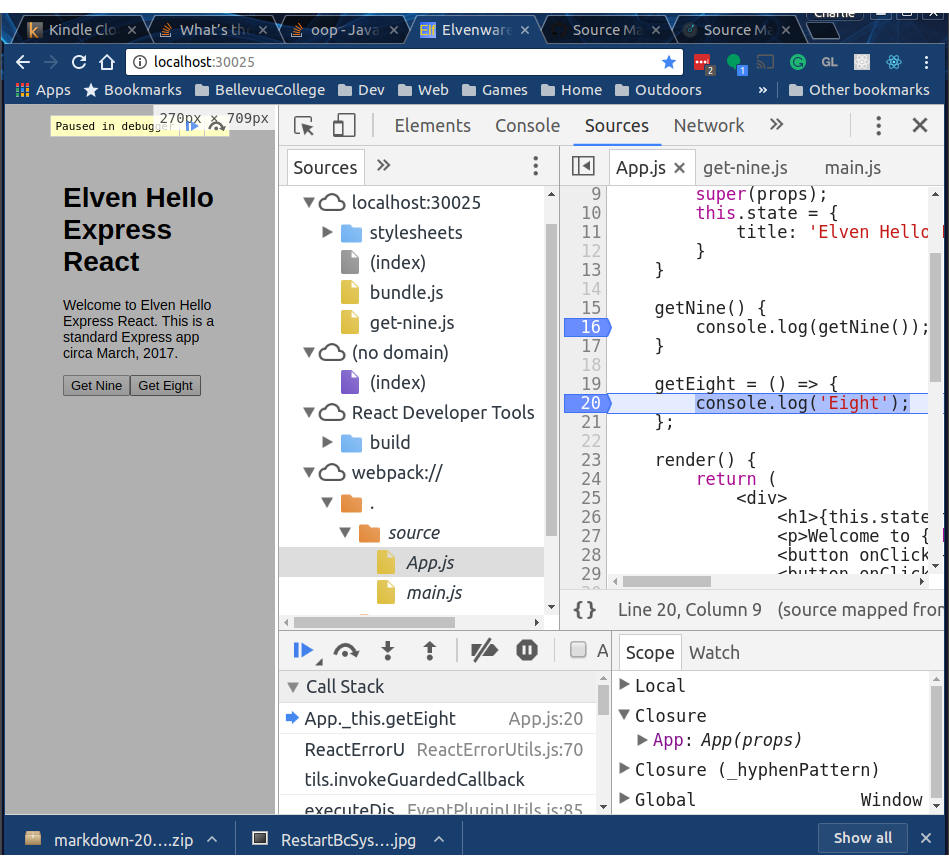 Charlie
Kindle Clo
What's the
oop - Java
Elvenware
Source Ma
Source Ma
localhost:30025
2
1
GL
Apps Bookmarks BellevueCollege Dev Web Games Home Outdoors » Other bookmarks
Paused in debugger
270px × 709px
Elven Hello
Express
React
Welcome to Elven Hello
Express React. This is a
standard Express app
circa March, 2017.
Get Nine Get Eight
Elements Console Sources Network »
Sources »
localhost:30025
stylesheets
(index)
bundle.js
get-nine.js
(no domain)
(index)
React Developer Tools
build
webpack://
.
source
App.js
main.js
App.js × get-nine.js main.js
9 super(props);
10 this.state = {
11 title: 'Elven Hello
12 }
13 }
14
15 getNine() {
16 console.log(getNine());
17 }
18
19 getEight = () => {
20 console.log('Eight');
21 };
22
23 render() {
24 return (
25 <div>
26 <h1>{this.state
27 <p>Welcome to {
28 <button onClick
29 <button onClick
{} Line 20, Column 9 (source mapped from
A
Call Stack
App._this.getEight App.js:20
ReactErrorU ReactErrorUtils.js:70
tils.invokeGuardedCallback
executeDis EventPluginUtils.js:85
Scope Watch
Local
Closure
App: App(props)
Closure (_hyphenPattern)
Global Window
markdown-20....zip
RestartBcSys....jpg
Show all